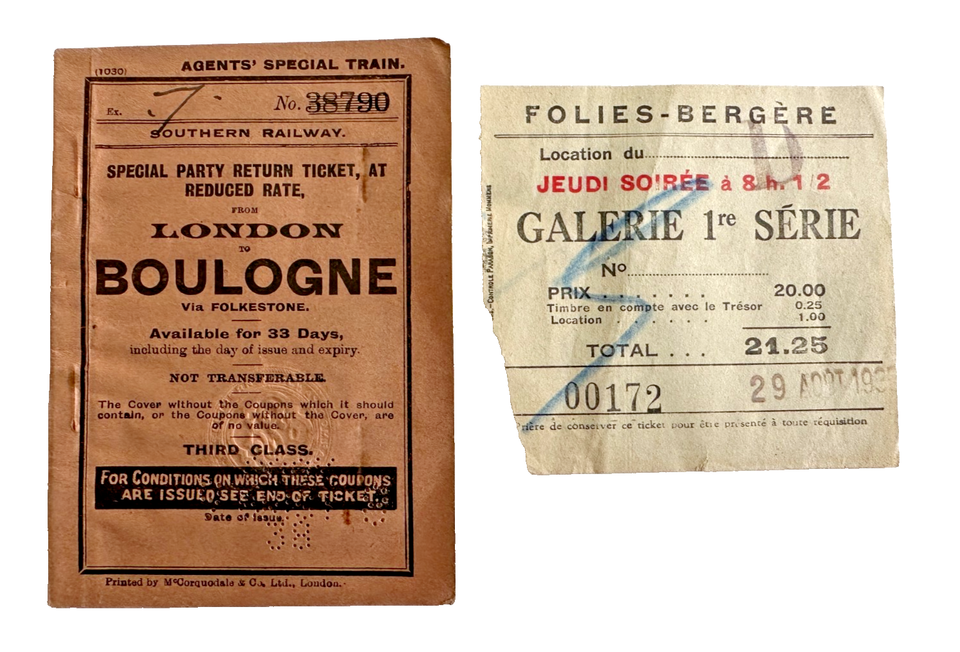 (1030) AGENTS' SPECIAL TRAIN.
Ex. 7 No. 38790
SOUTHERN RAILWAY.
SPECIAL PARTY RETURN TICKET, AT
REDUCED RATE,
FROM
LONDON
TO
BOULOGNE
Via FOLKESTONE.
Available for 33 Days,
including the day of issue and expiry.
NOT TRANSFERABLE.
The Cover without the Coupons which it should
contain, or the Coupons without the Cover, are
of no value.
THIRD CLASS.
FOR CONDITIONS ON WHICH THESE COUPONS
ARE ISSUED SEE END OF TICKET.
Date of Issue
Printed by McCorquodale & Co., Ltd., London.
FOLIES-BERGÈRE
Location du
D
JEUDI SOIRÉE à 8 h. 1/2
GALERIE 1re SÉRIE
No
PRIX 20.00
Timbre en compte avec le Trésor 0.25
Location 1.00
TOTAL 21.25
00172 29 AOUT 193
Prière de conserver ce ticket pour être présenté à toute réquisition